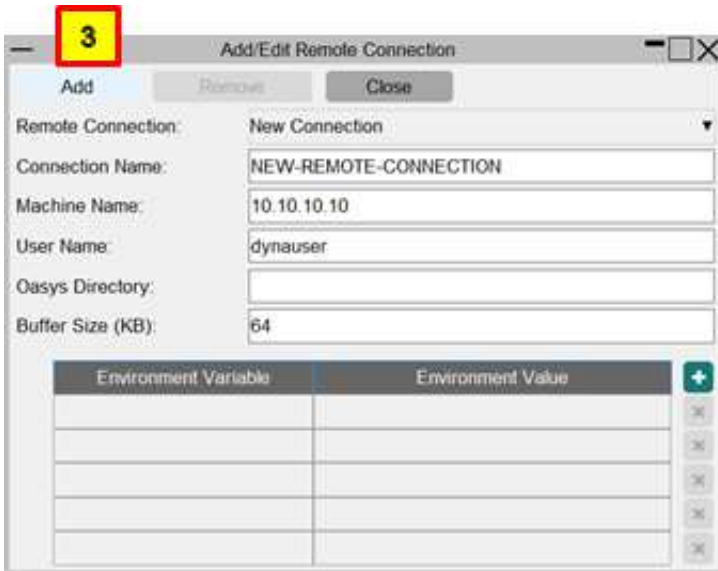 3
Add/Edit Remote Connection
Add Remove Close
Remote Connection: New Connection
Connection Name: NEW-REMOTE-CONNECTION
Machine Name: 10.10.10.10
User Name: dynauser
Oasys Directory:
Buffer Size (KB): 64
Environment Variable Environment Value